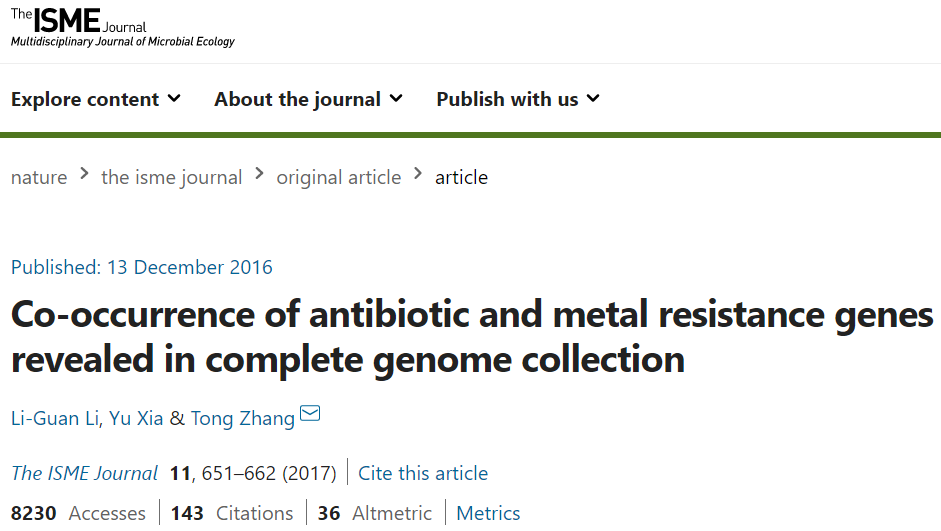 The ISME Journal
Multidisciplinary Journal of Microbial Ecology
Explore content About the journal Publish with us
nature > the isme journal > original article > article
Published: 13 December 2016
Co-occurrence of antibiotic and metal resistance genes
revealed in complete genome collection
Li-Guan Li, Yu Xia & Tong Zhang
The ISME Journal 11, 651–662 (2017) | Cite this article
8230 Accesses | 143 Citations | 36 Altmetric | Metrics